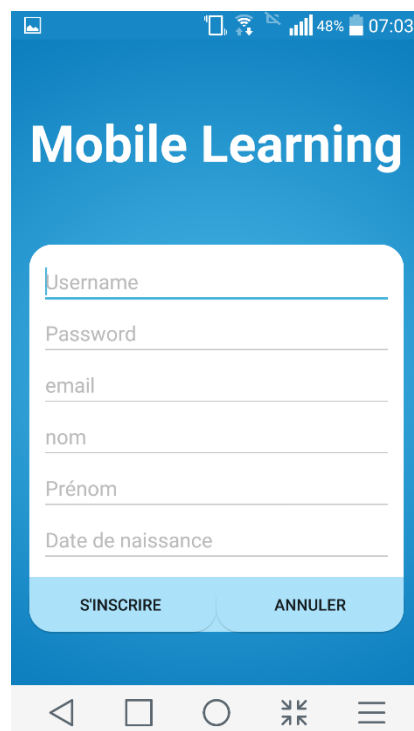 48% 07:03
Mobile Learning
Username
Password
email
nom
Prénom
Date de naissance
S'INSCRIRE ANNULER